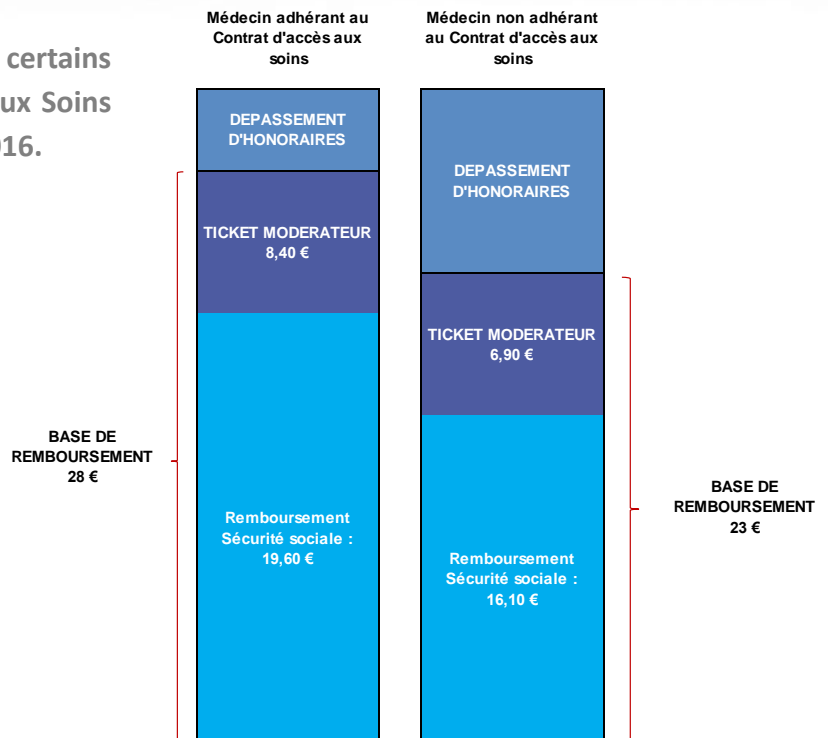 certains
ux Soins
016.
Médecin adhérant au
Contrat d'accès aux
soins
Médecin non adhérant
au Contrat d'accès aux
soins
DEPASSEMENT
D'HONORAIRES
TICKET MODERATEUR
8,40 €
BASE DE
REMBOURSEMENT
28 €
Remboursement
Sécurité sociale :
19,60 €
DEPASSEMENT
D'HONORAIRES
TICKET MODERATEUR
6,90 €
Remboursement
Sécurité sociale :
16,10 €
BASE DE
REMBOURSEMENT
23 €